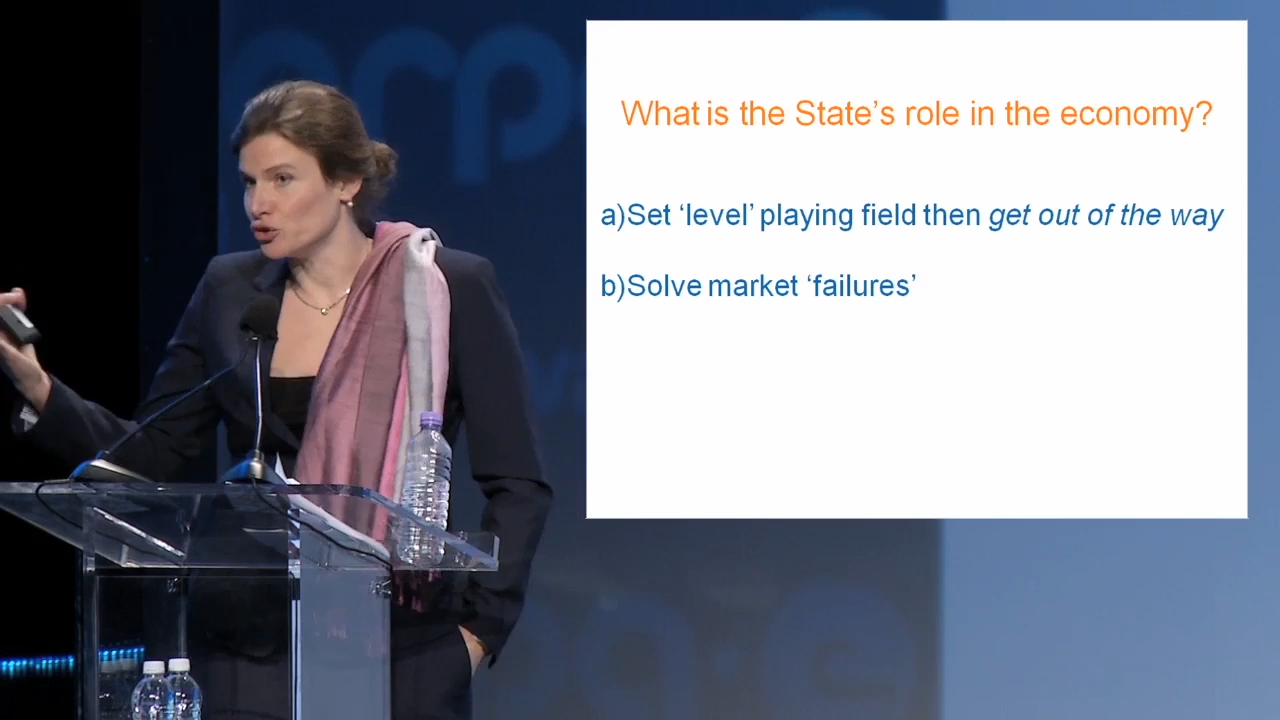 arpa-e
What is the State’s role in the economy?
a)Set ‘level’ playing field then get out of the way
b)Solve market ‘failures’